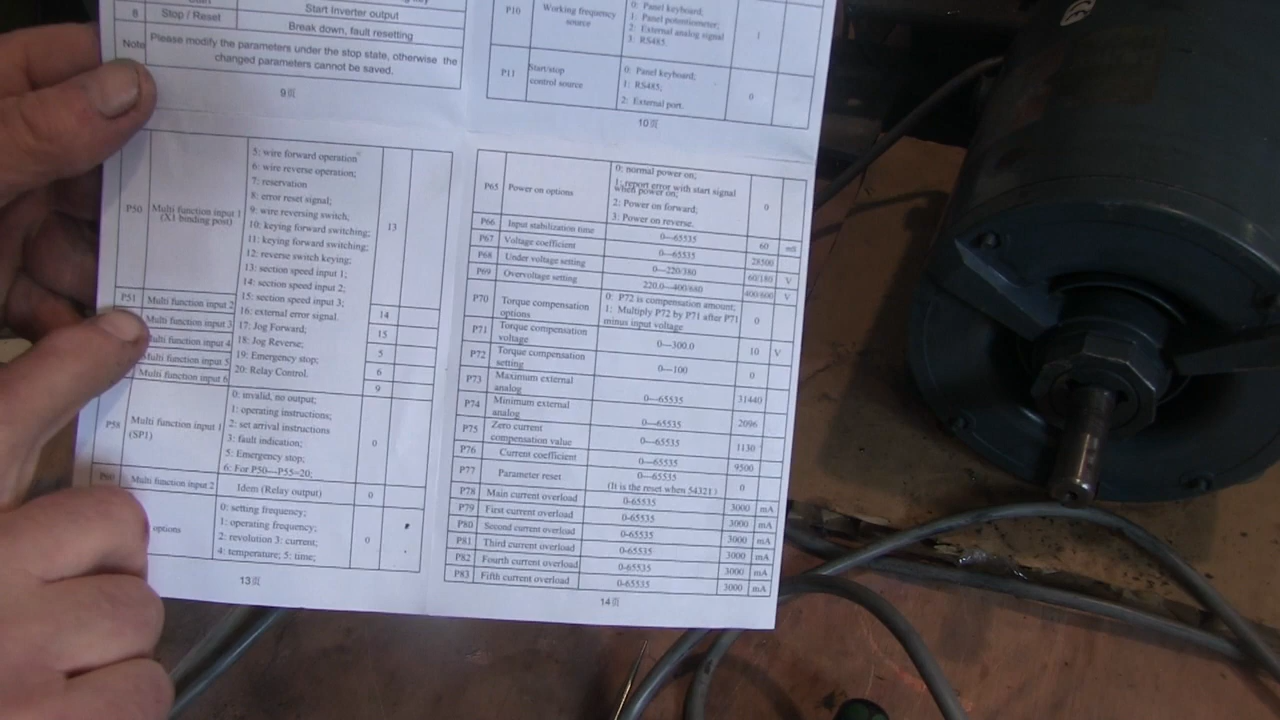 8 Stop / Reset Start Inverter output
Break down, fault resetting
Note Please modify the parameters under the stop state, otherwise the
changed parameters cannot be saved.
9页
P10 Working frequency source 0: Panel keyboard;
1: Panel potentiometer;
2: External analog signal
3: RS485. 1
P11 Start/stop control source 0: Panel keyboard;
1: RS485;
2: External port. 0
10页
P50 Multi function input 1
(X1 binding post)
5: wire forward operation
6: wire reverse operation;
7: reservation
8: error reset signal;
9: wire reversing switch,
10: keying forward switching;
11: keying forward switching;
12: reverse switch keying;
13: section speed input 1;
14: section speed input 2;
15: section speed input 3;
16: external error signal.
17: Jog Forward;
18: Jog Reverse;
19: Emergency stop;
20: Relay Control.
13
P51 Multi function input 2 14
Multi function input 3 15
Multi function input 4 5
Multi function input 5 6
Multi function input 6 9
P58 Multi function input 1
(SP1)
0: invalid, no output;
1: operating instructions;
2: set arrival instructions
3: fault indication;
5: Emergency stop;
6: For P50---P55=20;
0
Multi function input 2 Idem (Relay output) 0
options
0: setting frequency;
1: operating frequency;
2: revolution 3: current;
4: temperature; 5: time;
0
13页
P65 Power on options
0: normal power on;
1: report error with start signal
when power on;
2: Power on forward;
3: Power on reverse.
0
P66 Input stabilization time 0---65535 60 mS
P67 Voltage coefficient 0---65535 28500
P68 Under voltage setting 0---220/380 60/180 V
P69 Overvoltage setting 220.0---400/680 400/600 V
P70 Torque compensation
options
0: P72 is compensation amount;
1: Multiply P72 by P71 after P71
minus input voltage
0
P71 Torque compensation
voltage 0---300.0 10 V
P72 Torque compensation
setting 0---100 0
P73 Maximum external
analog 0---65535 31440
P74 Minimum external
analog 0---65535 2096
P75 Zero current
compensation value 0---65535 1130
P76 Current coefficient 0---65535 9500
P77 Parameter reset 0---65535
(It is the reset when 54321) 0
P78 Main current overload 0-65535 3000 mA
P79 First current overload 0-65535 3000 mA
P80 Second current overload 0-65535 3000 mA
P81 Third current overload 0-65535 3000 mA
P82 Fourth current overload 0-65535 3000 mA
P83 Fifth current overload 0-65535 3000 mA
14页